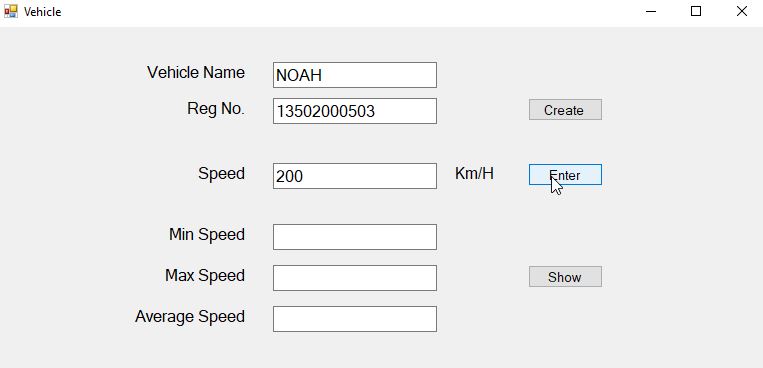 Vehicle
Vehicle Name NOAH
Reg No. 13502000503 Create
Speed 200 Km/H Enter
Min Speed
Max Speed Show
Average Speed